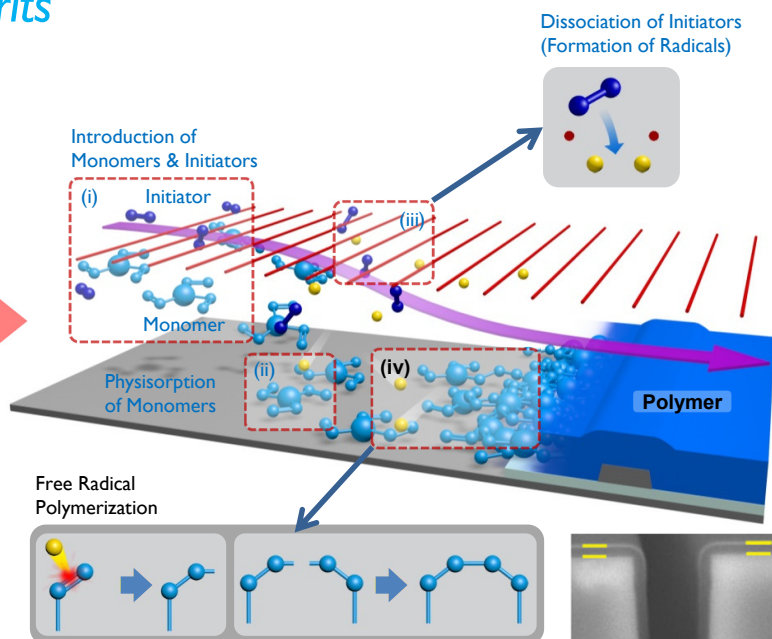 Dissociation of Initiators
(Formation of Radicals)
Introduction of
Monomers & Initiators
(i)
Initiator
(iii)
Monomer
Physisorption
of Monomers
(ii)
(iv)
Polymer
Free Radical
Polymerization